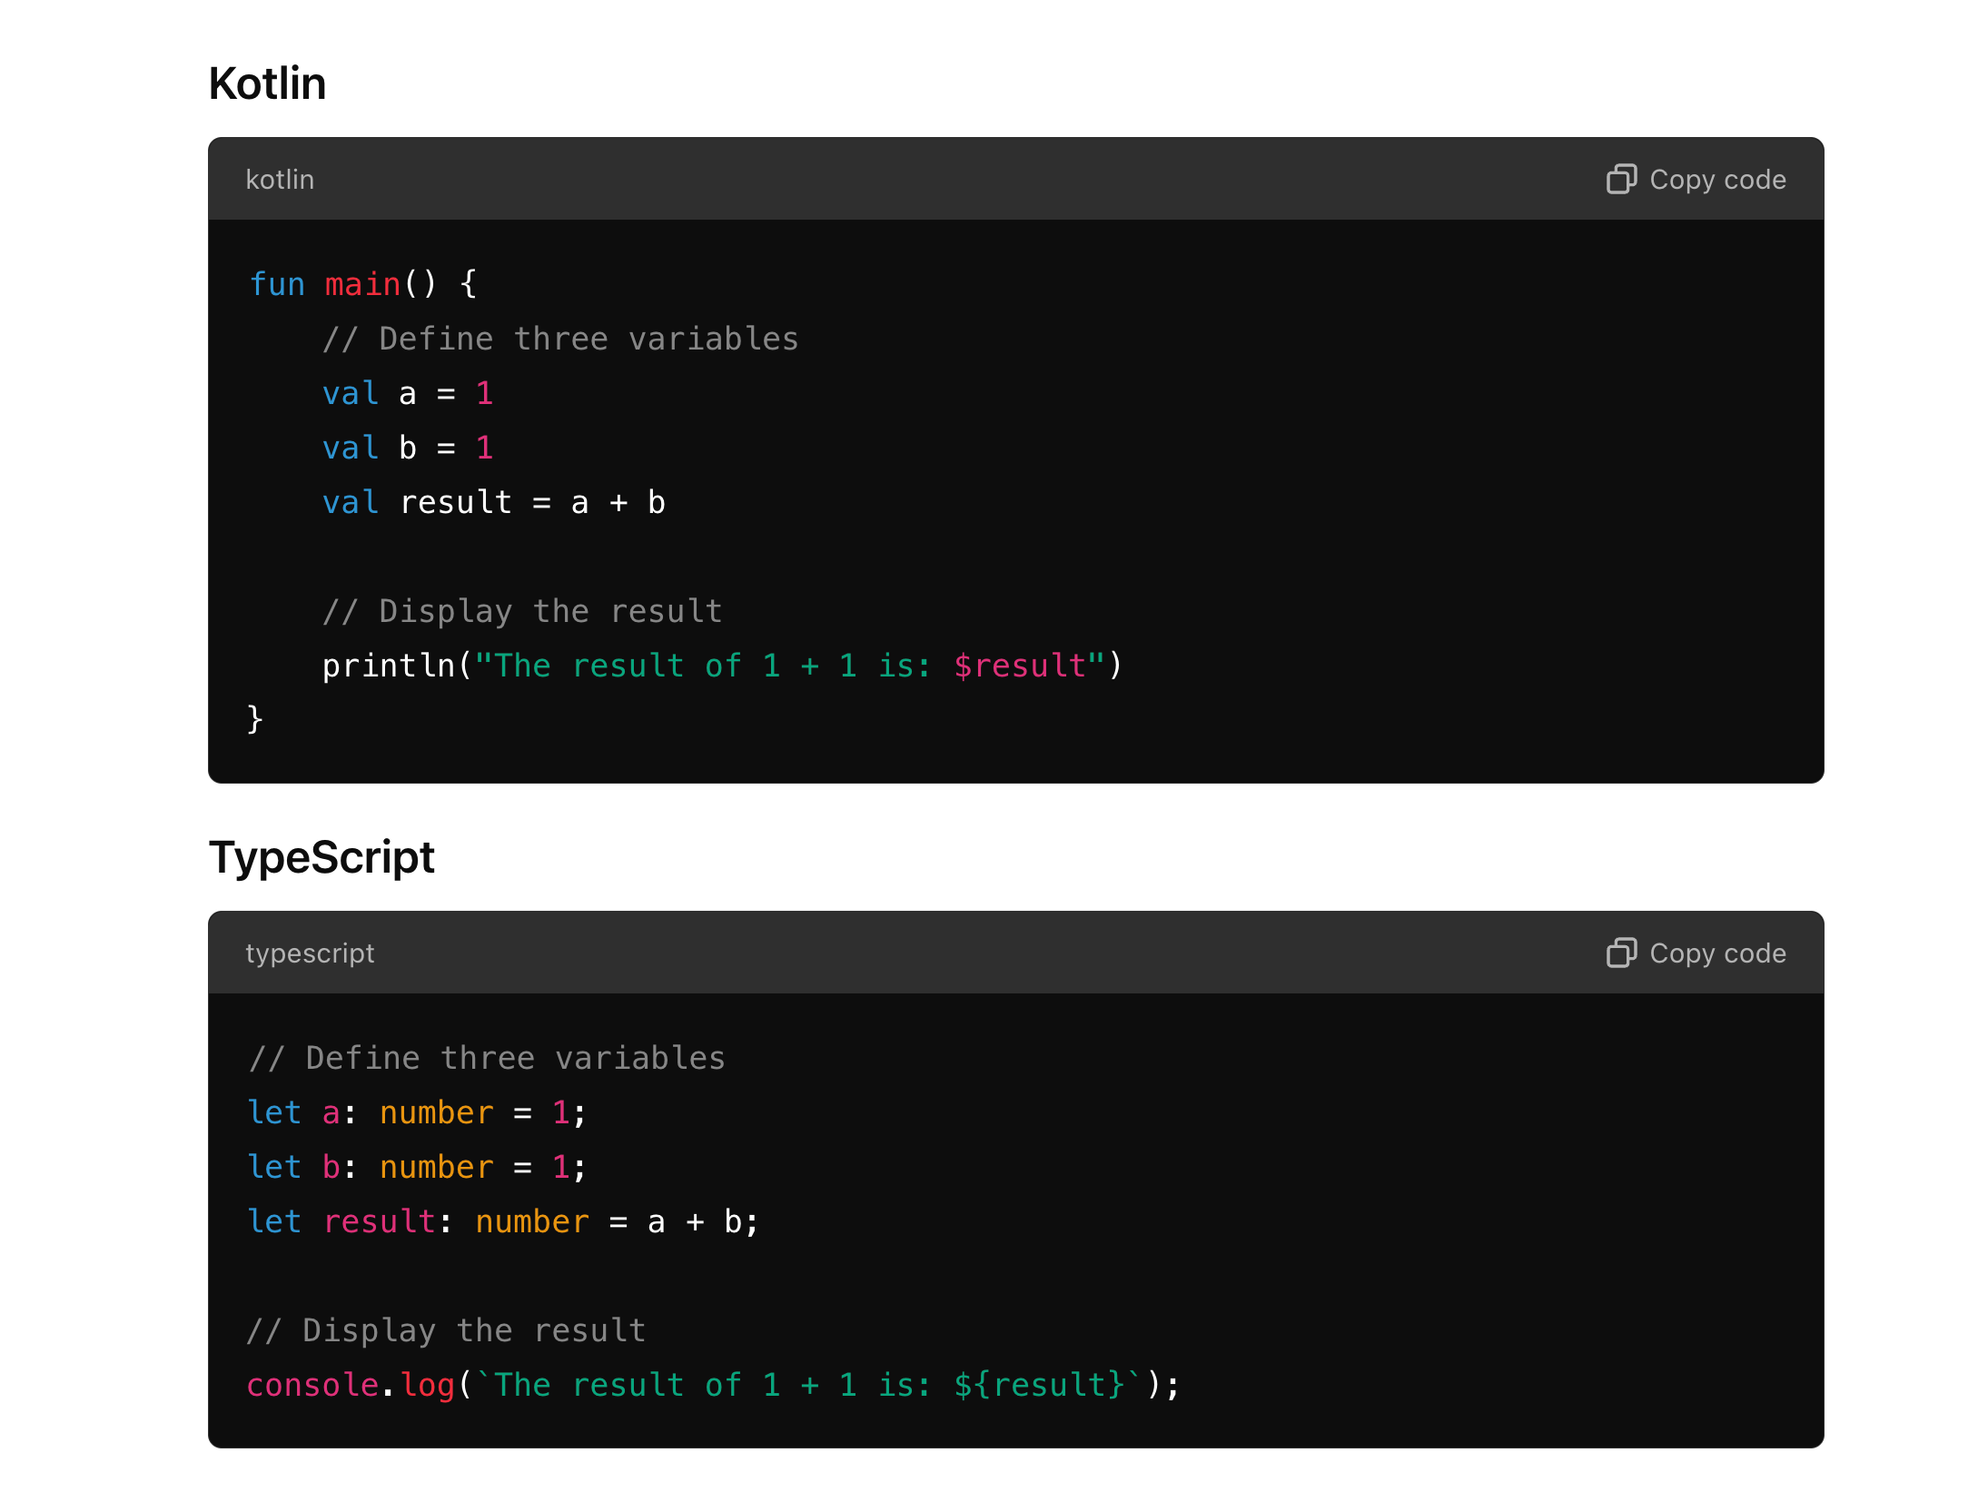 Kotlin
kotlin
Copy code
fun main() {
    // Define three variables
    val a = 1
    val b = 1
    val result = a + b
    // Display the result
    println("The result of 1 + 1 is: $result")
}
TypeScript
typescript
Copy code
// Define three variables
let a: number = 1;
let b: number = 1;
let result: number = a + b;
// Display the result
console.log(`The result of 1 + 1 is: ${result}`);